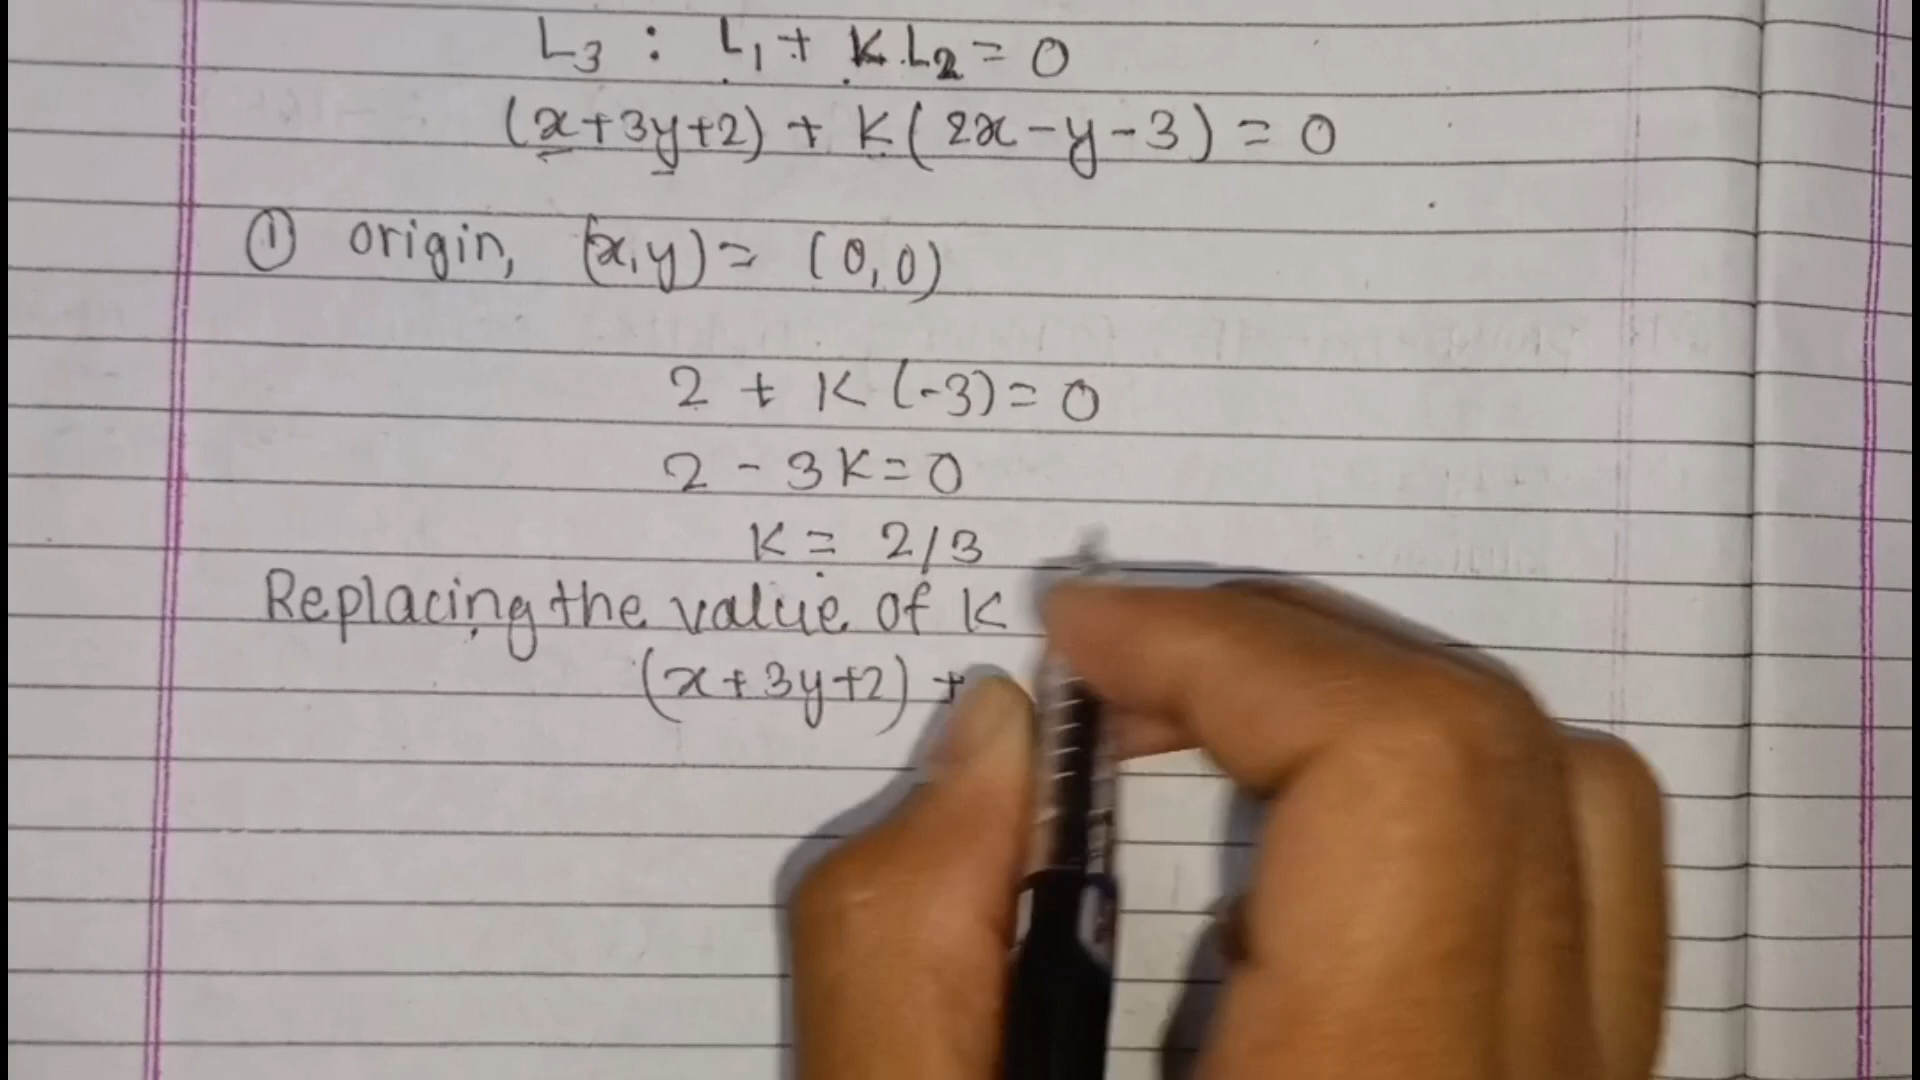 L3 : L1 + K L2 = 0
(x+3y+2) + K(2x-y-3) = 0
① origin, (x,y) = (0,0)
2 + K(-3) = 0
2 - 3K = 0
K = 2/3
Replacing the value of K
(x+3y+2) +